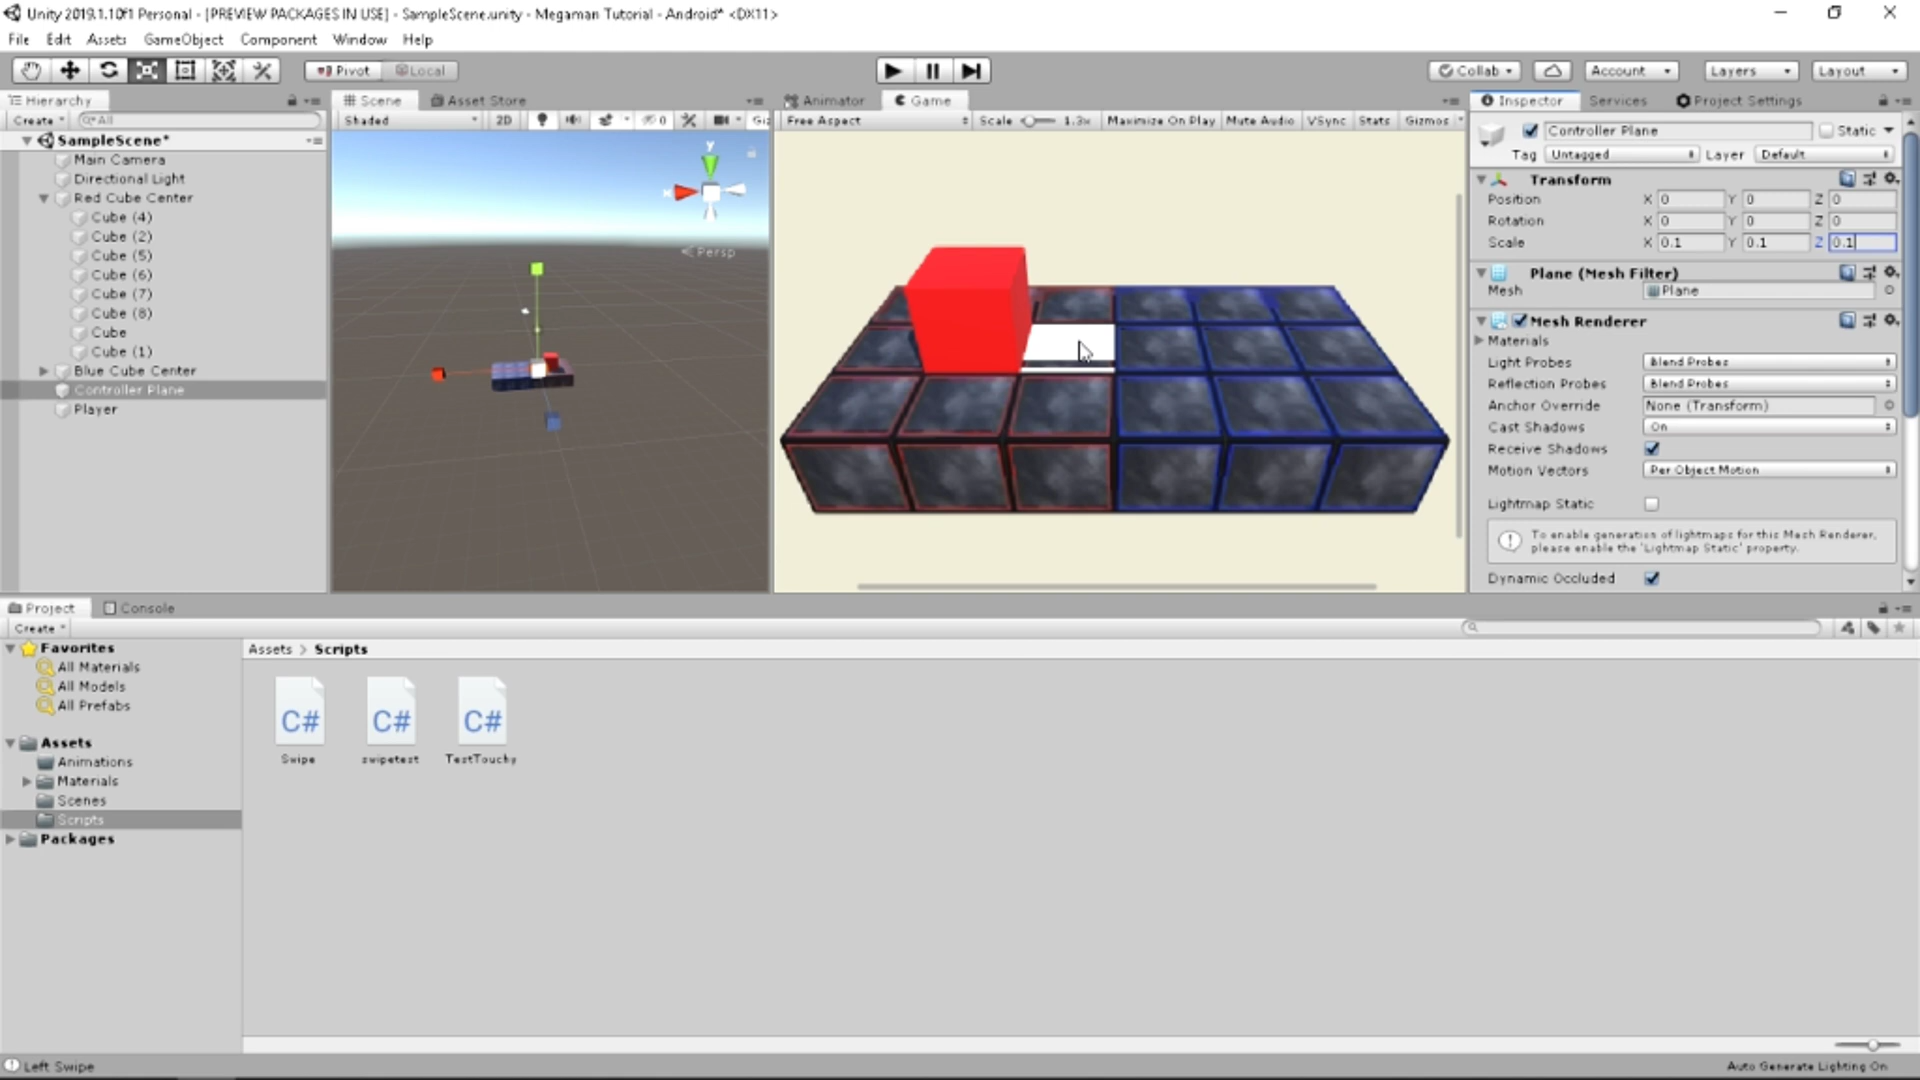 Unity 2019.1.10f1 Personal - [PREVIEW PACKAGES IN USE] - SampleScene.unity - Megaman Tutorial - Android* <DX11>
File Edit Assets GameObject Component Window Help
Pivot Local Collab Account Layers Layout
Hierarchy Scene Asset Store Animator Game Inspector Services Project Settings
Create All Shaded 2D 0 Free Aspect Scale 1.3x Maximize On Play Mute Audio VSync Stats Gizmos
Controller Plane Static
Tag Untagged Layer Default
SampleScene*
Main Camera
Directional Light
Red Cube Center
Cube (4)
Cube (2)
Cube (5)
Cube (6)
Cube (7)
Cube (8)
Cube
Cube (1)
Blue Cube Center
Controller Plane
Player
y
x
Persp
Transform
Position X 0 Y 0 Z 0
Rotation X 0 Y 0 Z 0
Scale X 0.1 Y 0.1 Z 0.1
Plane (Mesh Filter)
Mesh Plane
Mesh Renderer
Materials
Light Probes Blend Probes
Reflection Probes Blend Probes
Anchor Override None (Transform)
Cast Shadows On
Receive Shadows
Motion Vectors Per Object Motion
Lightmap Static
To enable generation of lightmaps for this Mesh Renderer,
please enable the 'Lightmap Static' property.
Dynamic Occluded
Project Console
Create
Favorites
All Materials
All Models
All Prefabs
Assets
Animations
Materials
Scenes
Scripts
Packages
Assets > Scripts
C# C# C#
Swipe swipetest TestTouchy
Left Swipe
Auto Generate Lighting On